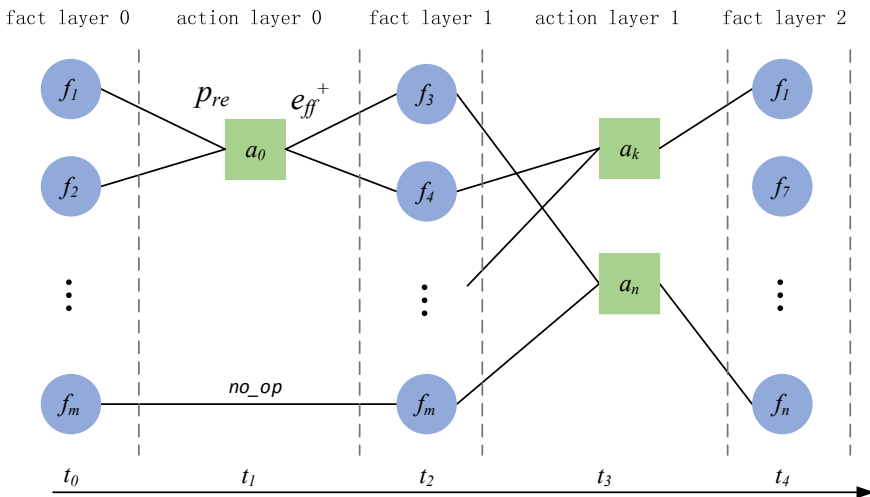 fact layer 0 action layer 0 fact layer 1 action layer 1 fact layer 2
f1 pre eff+ f3 f1
a0 ak
f2 f4 f7
⋮ ⋮ an ⋮
fm no_op fm fn
t0 t1 t2 t3 t4